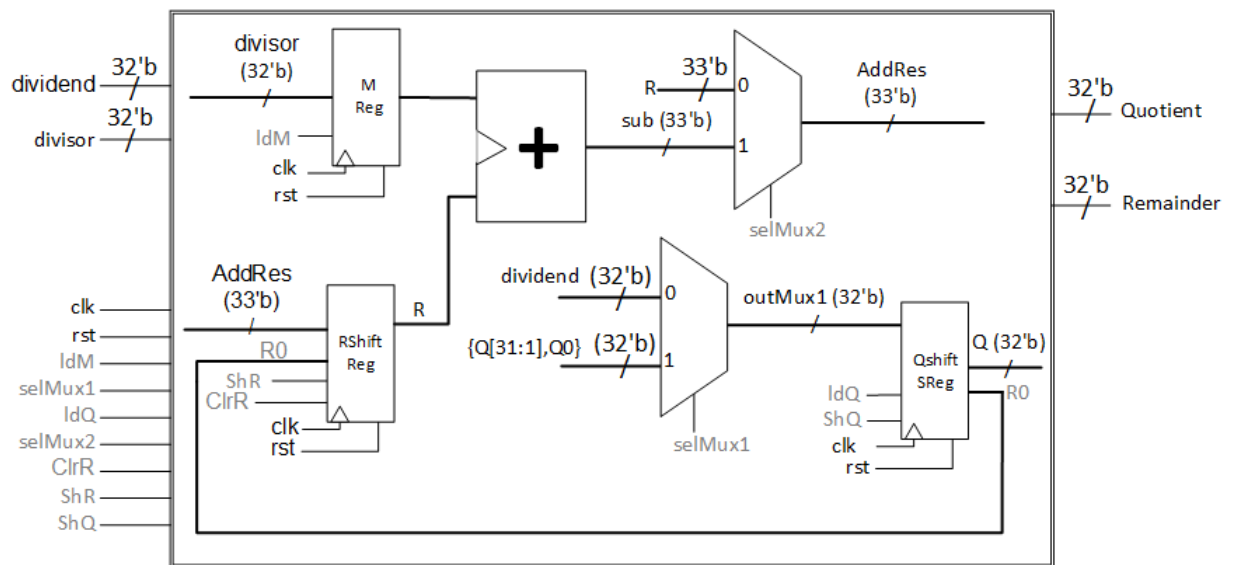 dividend
32'b
divisor
32'b
divisor
(32'b)
M
Reg
ldM
clk
rst
+
R
33'b
0
sub (33'b)
1
selMux2
AddRes
(33'b)
32'b
Quotient
32'b
Remainder
clk
rst
ldM
selMux1
ldQ
selMux2
ClrR
ShR
ShQ
AddRes
(33'b)
R0
RShift
Reg
ShR
ClrR
clk
rst
R
dividend (32'b)
0
{Q[31:1],Q0} (32'b)
1
selMux1
outMux1 (32'b)
Qshift
SReg
ldQ
ShQ
clk
rst
Q (32'b)
R0